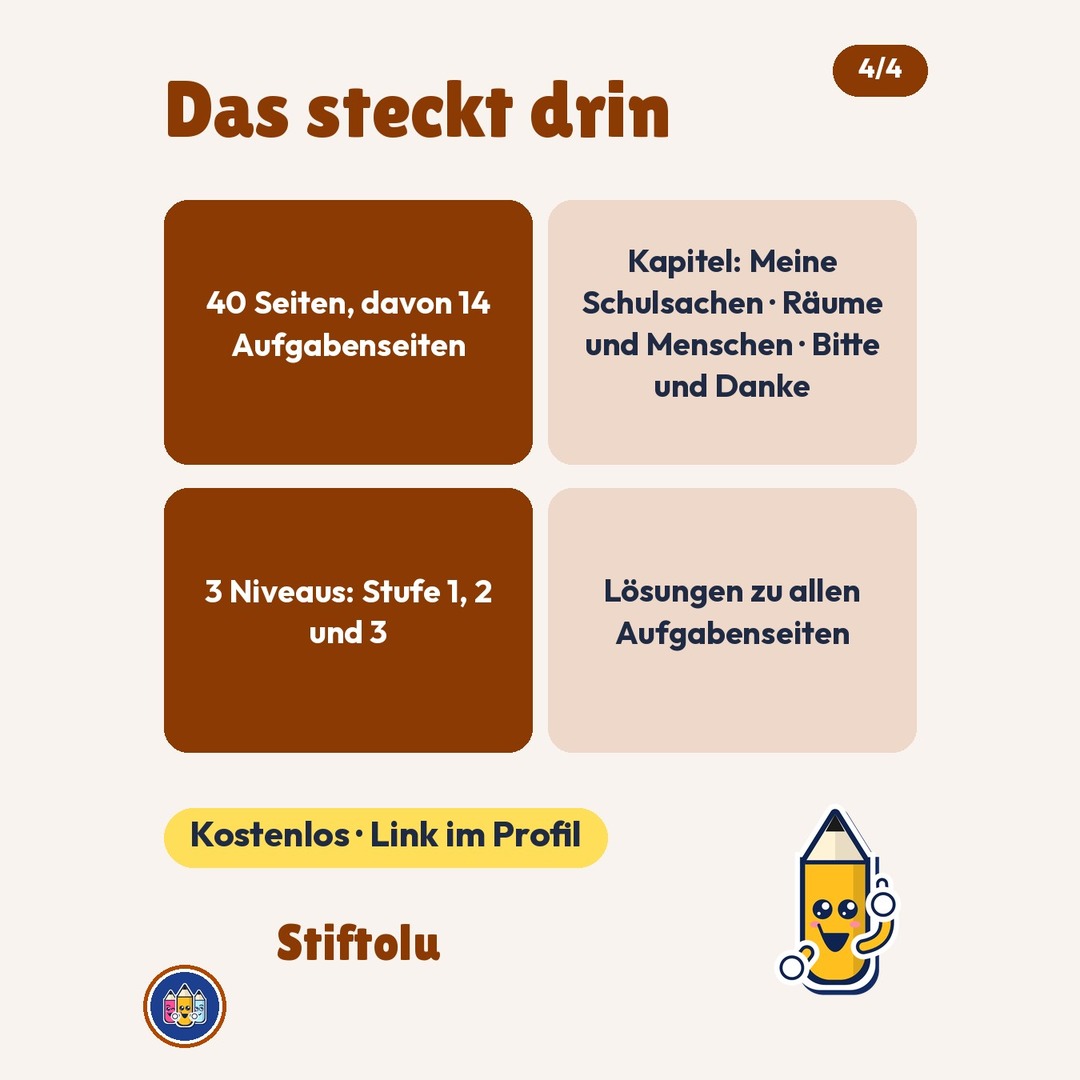 4/4
Das steckt drin
40 Seiten, davon 14
Aufgabenseiten
Kapitel: Meine
Schulsachen · Räume
und Menschen · Bitte
und Danke
3 Niveaus: Stufe 1, 2
und 3
Lösungen zu allen
Aufgabenseiten
Kostenlos · Link im Profil
Stiftolu